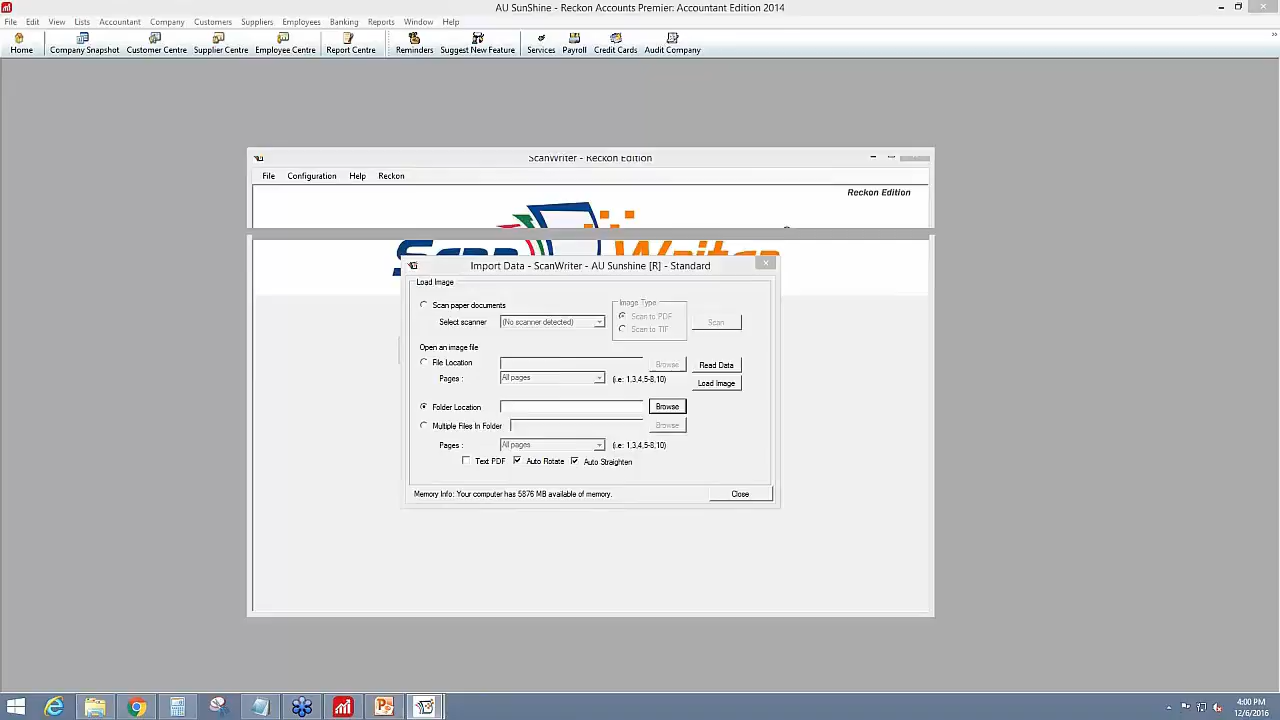 AU SunShine - Reckon Accounts Premier: Accountant Edition 2014
File Edit View Lists Accountant Company Customers Suppliers Employees Banking Reports Window Help
Home Company Snapshot Customer Centre Supplier Centre Employee Centre Report Centre Reminders Suggest New Feature Services Payroll Credit Cards Audit Company
ScanWriter - Reckon Edition
File Configuration Help Reckon
Reckon Edition
Scan Writer
Import Data - ScanWriter - AU Sunshine [R] - Standard
Load Image
Scan paper documents
Image Type
Select scanner (No scanner detected) Scan to PDF Scan
Scan to TIF
Open an image file
File Location Browse Read Data
Pages : All pages (i.e: 1,3,4,5-8,10) Load Image
Folder Location Browse
Multiple Files In Folder Browse
Pages : All pages (i.e: 1,3,4,5-8,10)
Text PDF Auto Rotate Auto Straighten
Memory Info: Your computer has 5876 MB available of memory. Close
4:00 PM
12/6/2016